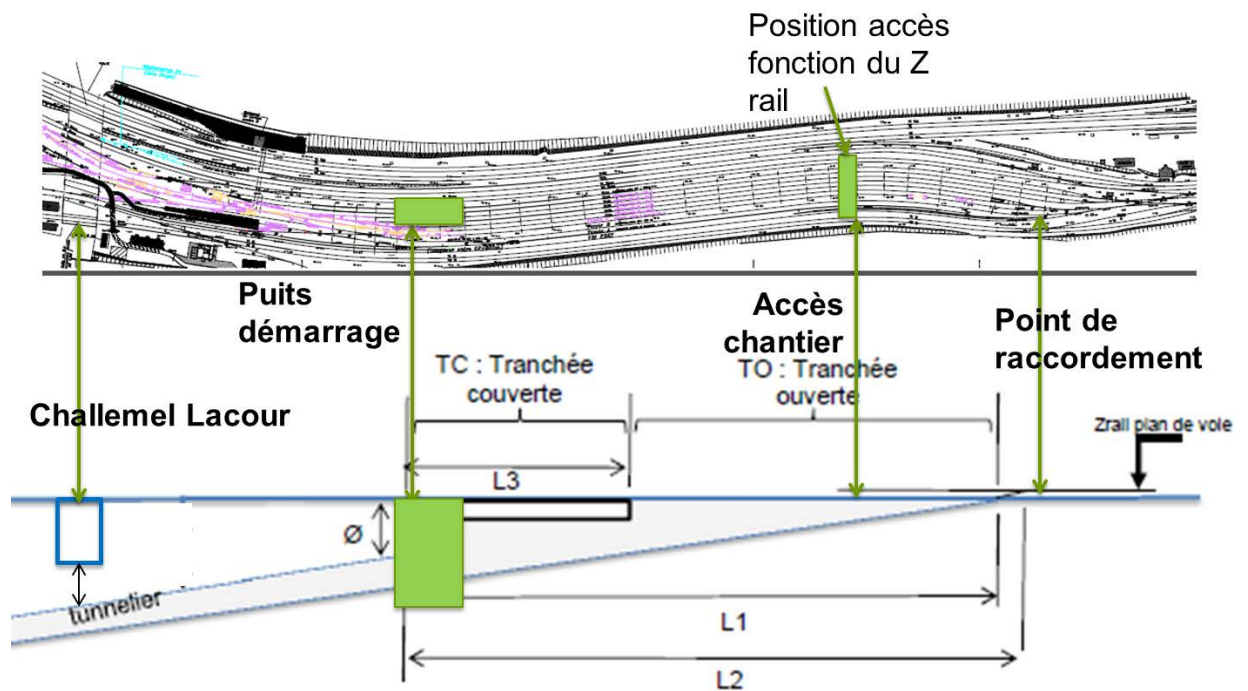 Position accès
fonction du Z
rail
Puits
démarrage
Accès
chantier
Point de
raccordement
TC : Tranchée
couverte
TO : Tranchée
ouverte
Challemel Lacour
Zrail plan de voie
L3
Ø
tunnelier
L1
L2